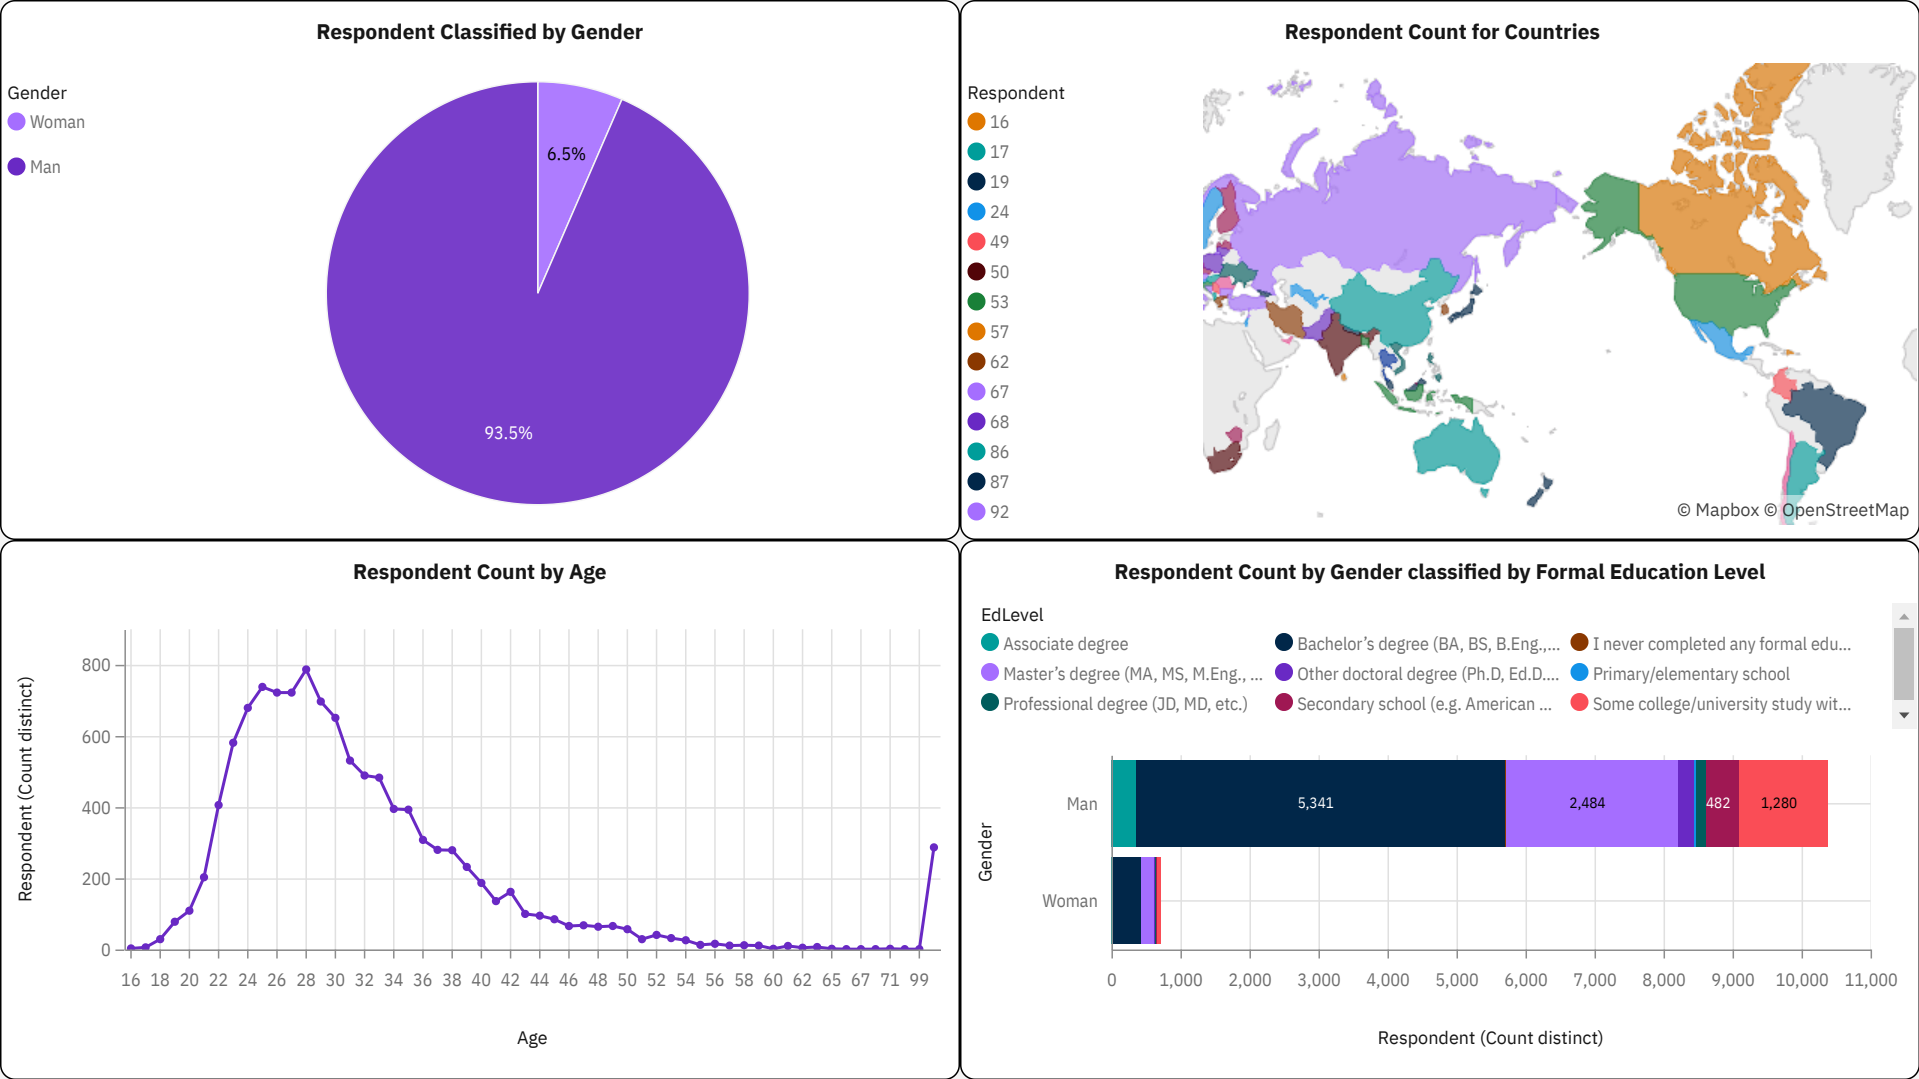 Respondent Classified by Gender
Gender
Woman
Man
6.5%
93.5%
Respondent Count for Countries
Respondent
16
17
19
24
49
50
53
57
62
67
68
86
87
92
© Mapbox © OpenStreetMap
Respondent Count by Age
Respondent (Count distinct)
800
600
400
200
0
16 18 20 22 24 26 28 30 32 34 36 38 40 42 44 46 48 50 52 54 56 58 60 62 65 67 71 99
Age
Respondent Count by Gender classified by Formal Education Level
EdLevel
Associate degree
Bachelor’s degree (BA, BS, B.Eng.,...
I never completed any formal edu...
Master’s degree (MA, MS, M.Eng., ...
Other doctoral degree (Ph.D, Ed.D....
Primary/elementary school
Professional degree (JD, MD, etc.)
Secondary school (e.g. American ...
Some college/university study wit...
Gender
Man
5,341
2,484
482
1,280
Woman
0 1,000 2,000 3,000 4,000 5,000 6,000 7,000 8,000 9,000 10,000 11,000
Respondent (Count distinct)